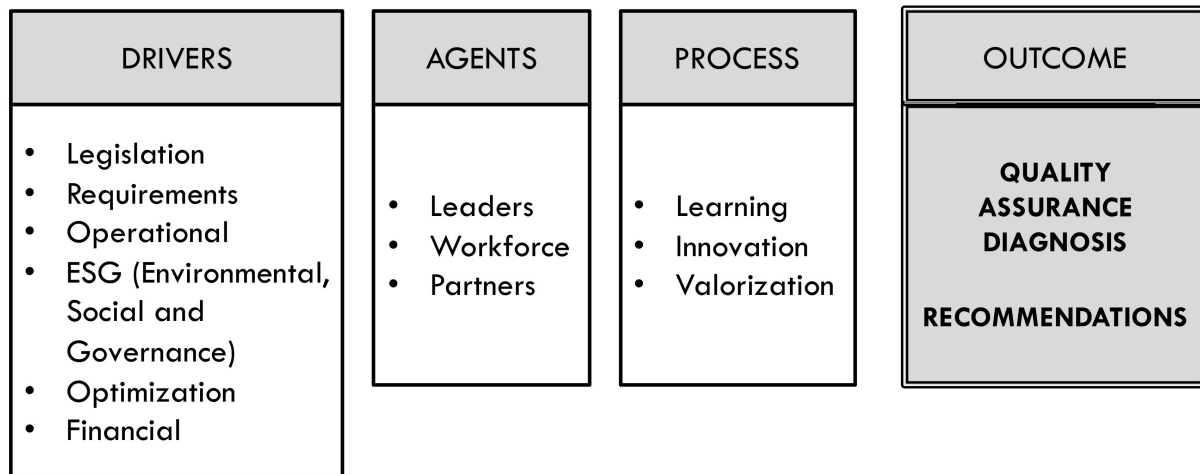 DRIVERS
• Legislation
• Requirements
• Operational
• ESG (Environmental,
Social and
Governance)
• Optimization
• Financial
AGENTS
• Leaders
• Workforce
• Partners
PROCESS
• Learning
• Innovation
• Valorization
OUTCOME
QUALITY
ASSURANCE
DIAGNOSIS
RECOMMENDATIONS